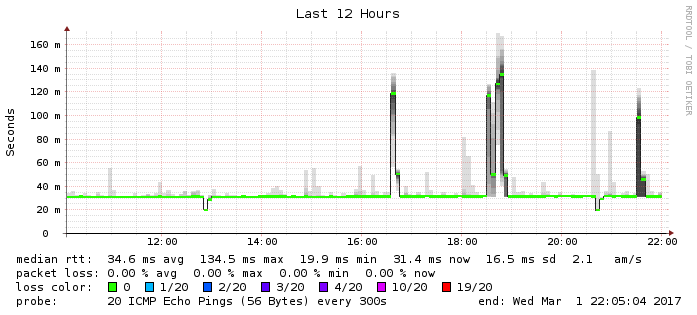 Last 12 Hours
RRDTOOL / TOBI OETIKER
Seconds
160 m
140 m
120 m
100 m
80 m
60 m
40 m
20 m
0
12:00 14:00 16:00 18:00 20:00 22:00
median rtt: 34.6 ms avg 134.5 ms max 19.9 ms min 31.4 ms now 16.5 ms sd 2.1 am/s
packet loss: 0.00 % avg 0.00 % max 0.00 % min 0.00 % now
loss color: 0 1/20 2/20 3/20 4/20 10/20 19/20
probe: 20 ICMP Echo Pings (56 Bytes) every 300s end: Wed Mar 1 22:05:04 2017